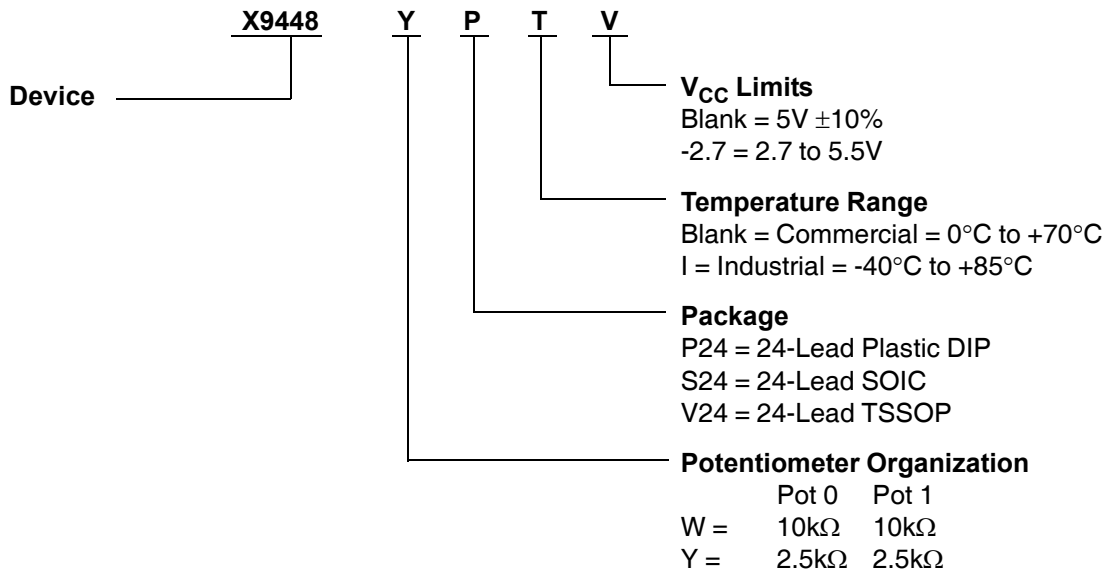 X9448 Y P T V
Device
V_CC Limits
Blank = 5V ±10%
-2.7 = 2.7 to 5.5V
Temperature Range
Blank = Commercial = 0°C to +70°C
I = Industrial = -40°C to +85°C
Package
P24 = 24-Lead Plastic DIP
S24 = 24-Lead SOIC
V24 = 24-Lead TSSOP
Potentiometer Organization
Pot 0 Pot 1
W = 10kΩ 10kΩ
Y = 2.5kΩ 2.5kΩ